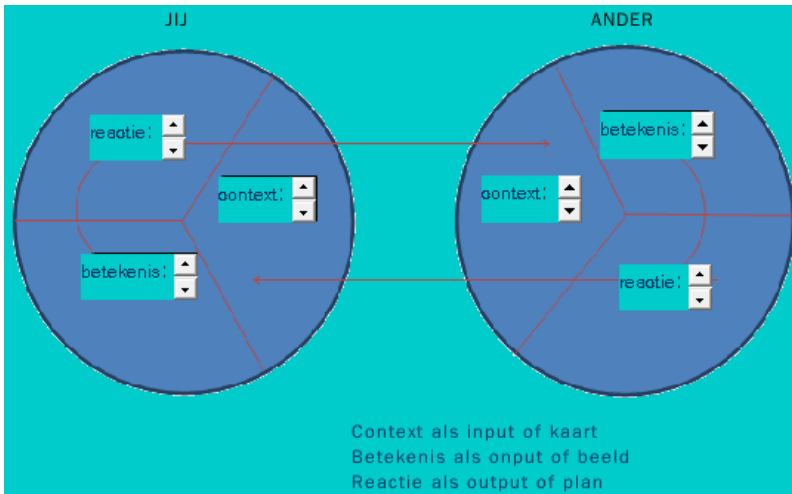 JIJ
ANDER
reactie:
betekenis:
context:
context:
betekenis:
reactie:
Context als input of kaart
Betekenis als onput of beeld
Reactie als output of plan